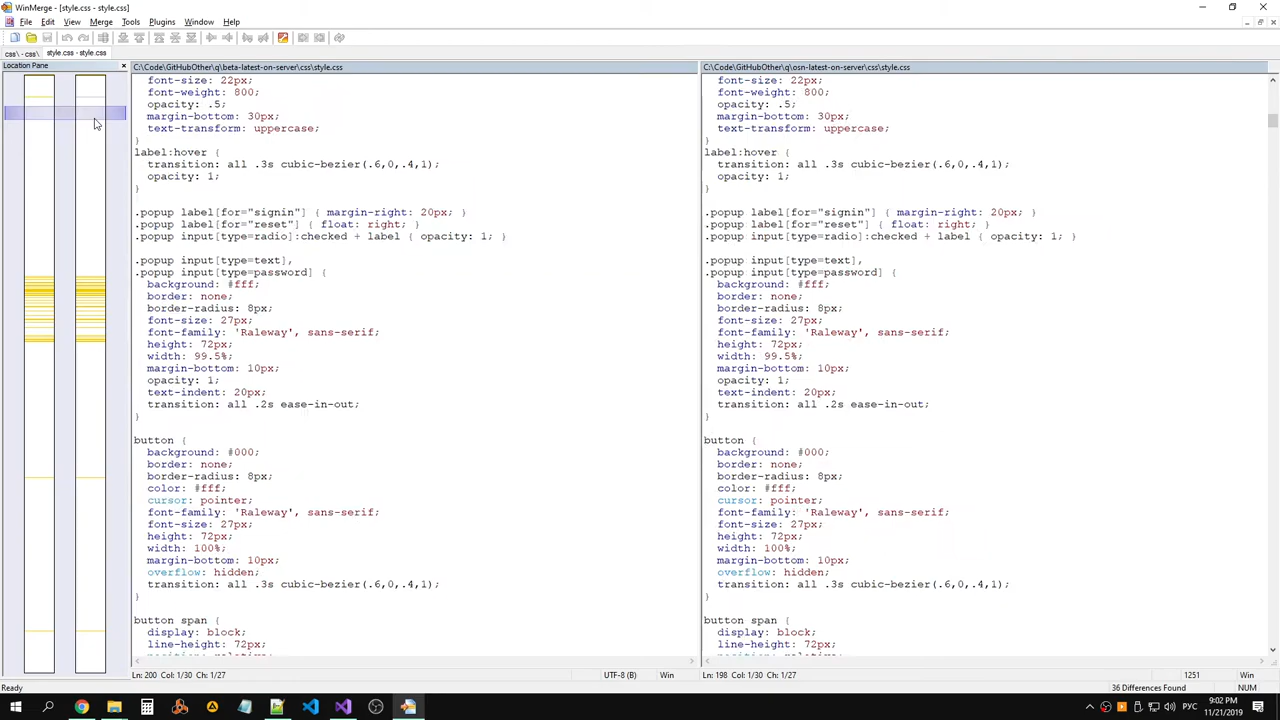 WinMerge - [style.css - style.css]
File Edit View Merge Tools Plugins Window Help
css\ - css\ style.css - style.css
Location Pane
C:\Code\GitHubOther\q\beta-latest-on-server\css\style.css
font-size: 22px;
font-weight: 800;
opacity: .5;
margin-bottom: 30px;
text-transform: uppercase;
}
label:hover {
transition: all .3s cubic-bezier(.6,0,.4,1);
opacity: 1;
}
.popup label[for="signin"] { margin-right: 20px; }
.popup label[for="reset"] { float: right; }
.popup input[type=radio]:checked + label { opacity: 1; }
.popup input[type=text],
.popup input[type=password] {
background: #fff;
border: none;
border-radius: 8px;
font-size: 27px;
font-family: 'Raleway', sans-serif;
height: 72px;
width: 99.5%;
margin-bottom: 10px;
opacity: 1;
text-indent: 20px;
transition: all .2s ease-in-out;
}
button {
background: #000;
border: none;
border-radius: 8px;
color: #fff;
cursor: pointer;
font-family: 'Raleway', sans-serif;
font-size: 27px;
height: 72px;
width: 100%;
margin-bottom: 10px;
overflow: hidden;
transition: all .3s cubic-bezier(.6,0,.4,1);
}
button span {
display: block;
line-height: 72px;
C:\Code\GitHubOther\q\osn-latest-on-server\css\style.css
font-size: 22px;
font-weight: 800;
opacity: .5;
margin-bottom: 30px;
text-transform: uppercase;
}
label:hover {
transition: all .3s cubic-bezier(.6,0,.4,1);
opacity: 1;
}
.popup label[for="signin"] { margin-right: 20px; }
.popup label[for="reset"] { float: right; }
.popup input[type=radio]:checked + label { opacity: 1; }
.popup input[type=text],
.popup input[type=password] {
background: #fff;
border: none;
border-radius: 8px;
font-size: 27px;
font-family: 'Raleway', sans-serif;
height: 72px;
width: 99.5%;
margin-bottom: 10px;
opacity: 1;
text-indent: 20px;
transition: all .2s ease-in-out;
}
button {
background: #000;
border: none;
border-radius: 8px;
color: #fff;
cursor: pointer;
font-family: 'Raleway', sans-serif;
font-size: 27px;
height: 72px;
width: 100%;
margin-bottom: 10px;
overflow: hidden;
transition: all .3s cubic-bezier(.6,0,.4,1);
}
button span {
display: block;
line-height: 72px;
Ln: 200 Col: 1/30 Ch: 1/27 UTF-8 ( Win
Ln: 198 Col: 1/30 Ch: 1/27 1251 Win
Ready 36 Differences Found NUM
РУС
9:02 PM
11/21/2019